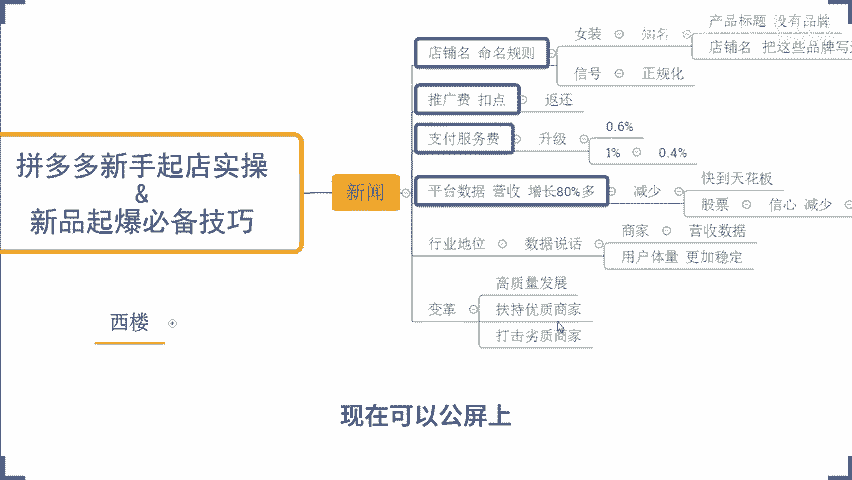 产品标题 没有品牌
女装
知名
店铺名 命名规则
店铺名 把这些品牌写
信号
正规化
推广费 扣点
返还
0.6%
支付服务费
升级
1%
0.4%
拼多多新手起店实操
&
新品起爆必备技巧
新闻
平台数据 营收 增长80%多
减少
快到天花板
股票
信心 减少
商家
营收数据
行业地位
数据说话
用户体量 更加稳定
高质量发展
变革
扶持优质商家
打击劣质商家
西楼
现在可以公屏上